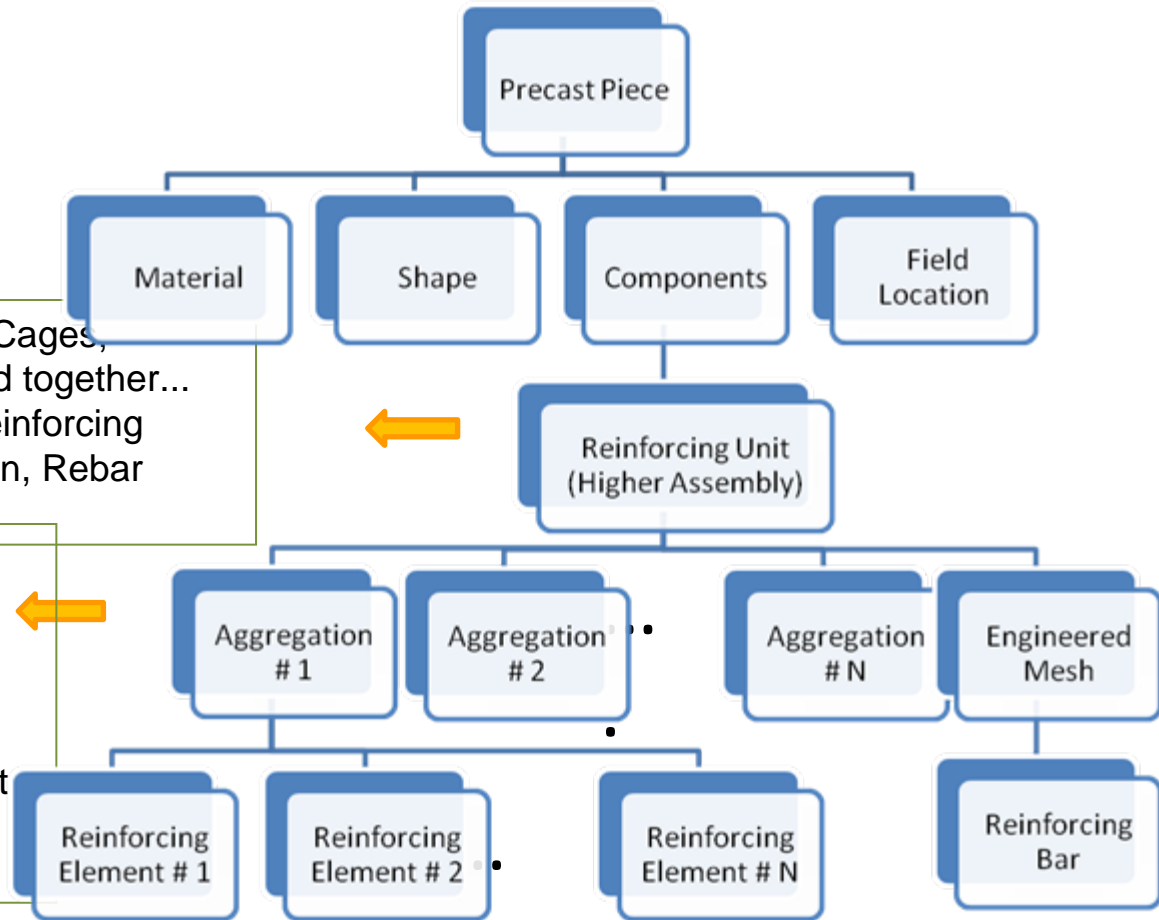 Precast Piece
Material
Shape
Components
Field
Location
Cages,
together...
Reinforcing Unit
(Higher Assembly)
Rebar
Aggregation
# 1
Aggregation
# 2
...
Aggregation
# N
Engineered
Mesh
.
Reinforcing
Element # 1
Reinforcing
Element # 2
..
Reinforcing
Element # N
Reinforcing
Bar